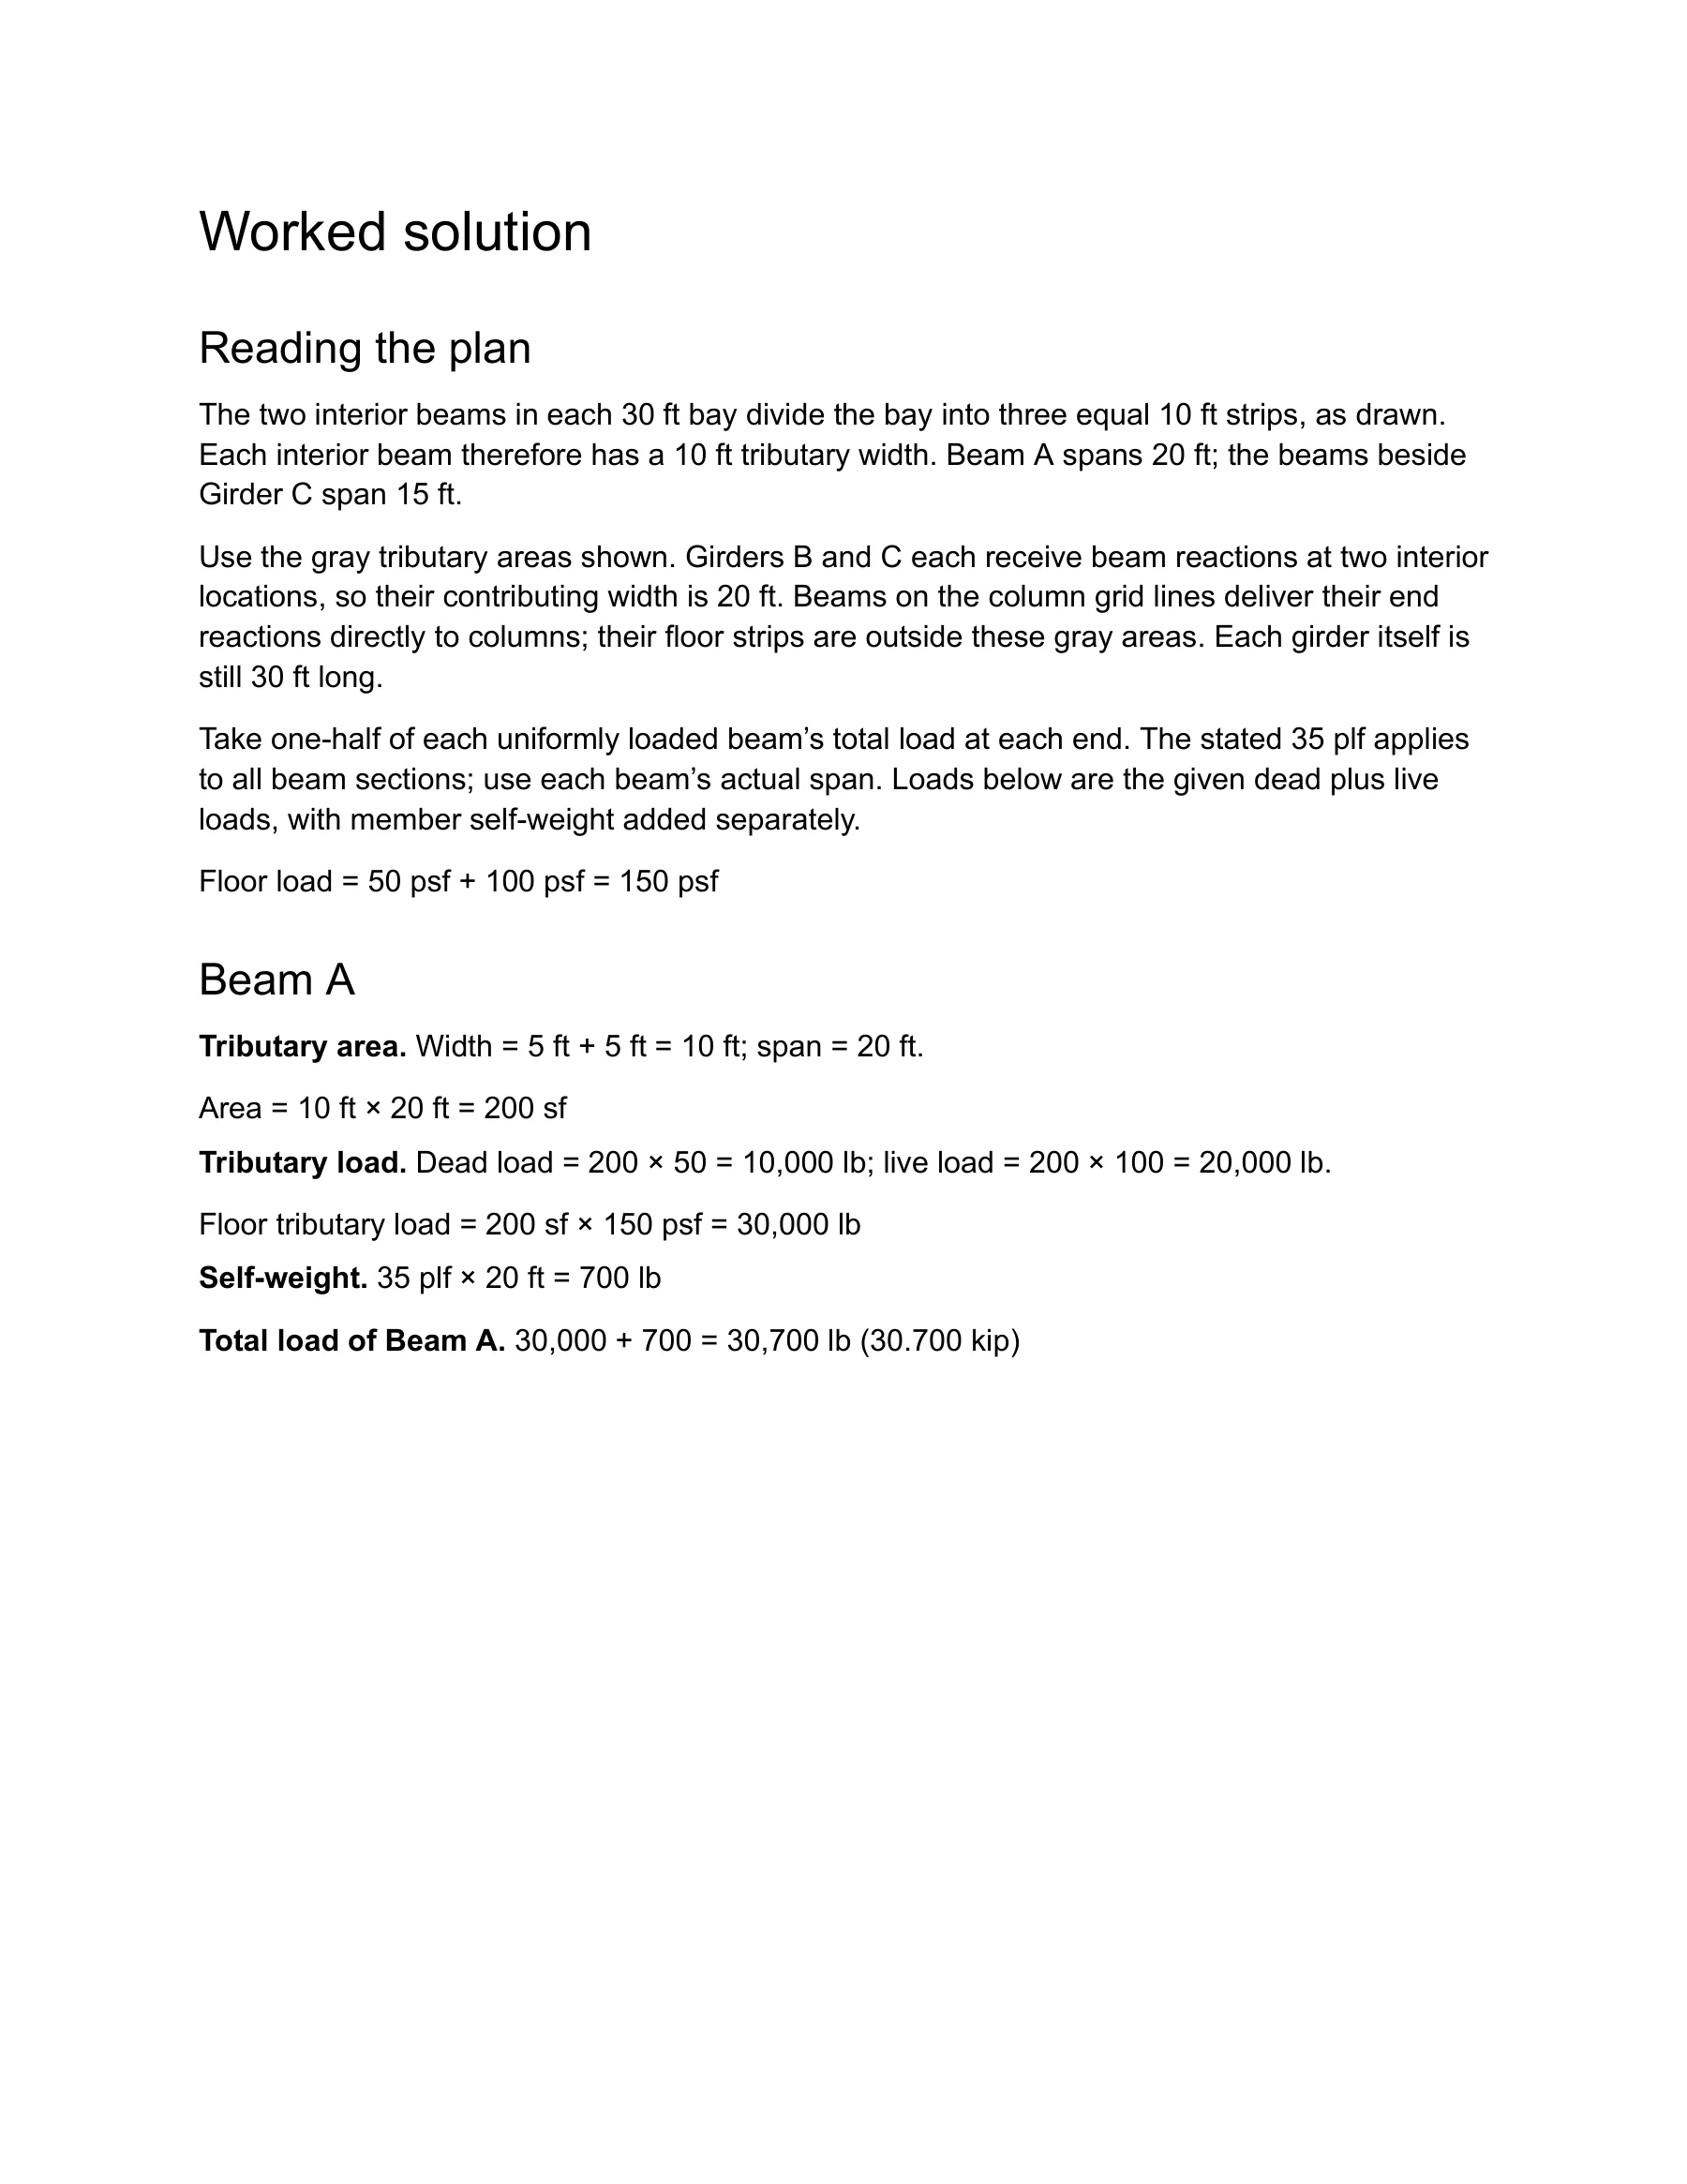 Worked solution
Reading the plan
The two interior beams in each 30 ft bay divide the bay into three equal 10 ft strips, as drawn.
Each interior beam therefore has a 10 ft tributary width. Beam A spans 20 ft; the beams beside
Girder C span 15 ft.
Use the gray tributary areas shown. Girders B and C each receive beam reactions at two interior
locations, so their contributing width is 20 ft. Beams on the column grid lines deliver their end
reactions directly to columns; their floor strips are outside these gray areas. Each girder itself is
still 30 ft long.
Take one-half of each uniformly loaded beam’s total load at each end. The stated 35 plf applies
to all beam sections; use each beam’s actual span. Loads below are the given dead plus live
loads, with member self-weight added separately.
Floor load = 50 psf + 100 psf = 150 psf
Beam A
Tributary area. Width = 5 ft + 5 ft = 10 ft; span = 20 ft.
Area = 10 ft × 20 ft = 200 sf
Tributary load. Dead load = 200 × 50 = 10,000 lb; live load = 200 × 100 = 20,000 lb.
Floor tributary load = 200 sf × 150 psf = 30,000 lb
Self-weight. 35 plf × 20 ft = 700 lb
Total load of Beam A. 30,000 + 700 = 30,700 lb (30.700 kip)